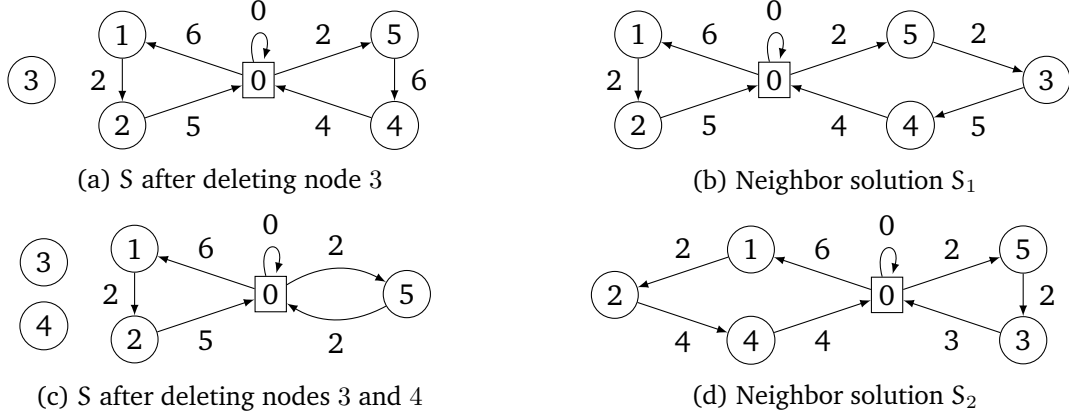 0
1 6 2 5
3 2 0 6
2 5 4 4
(a) S after deleting node 3
0
1 6 2 5 2
2 0 3
2 5 4 4 5
(b) Neighbor solution S₁
0
3 1 6 2
2 0 5
4 2 5 2
(c) S after deleting nodes 3 and 4
0
2 1 6 2 5
2 0 2
4 4 4 3 3
(d) Neighbor solution S₂